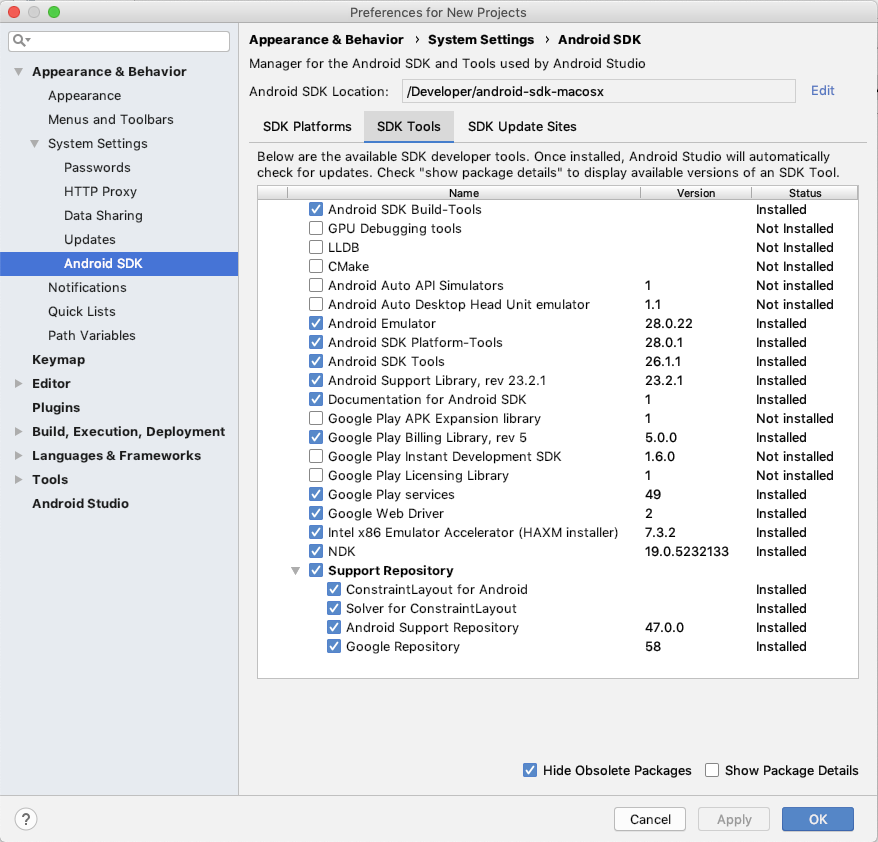 Preferences for New Projects
Appearance & Behavior
Appearance
Menus and Toolbars
System Settings
Passwords
HTTP Proxy
Data Sharing
Updates
Android SDK
Notifications
Quick Lists
Path Variables
Keymap
Editor
Plugins
Build, Execution, Deployment
Languages & Frameworks
Tools
Android Studio
Appearance & Behavior › System Settings › Android SDK
Manager for the Android SDK and Tools used by Android Studio
Android SDK Location: /Developer/android-sdk-macosx Edit
SDK Platforms SDK Tools SDK Update Sites
Below are the available SDK developer tools. Once installed, Android Studio will automatically
check for updates. Check "show package details" to display available versions of an SDK Tool.
Name Version Status
Android SDK Build-Tools Installed
GPU Debugging tools Not Installed
LLDB Not Installed
CMake Not Installed
Android Auto API Simulators 1 Not installed
Android Auto Desktop Head Unit emulator 1.1 Not installed
Android Emulator 28.0.22 Installed
Android SDK Platform-Tools 28.0.1 Installed
Android SDK Tools 26.1.1 Installed
Android Support Library, rev 23.2.1 23.2.1 Installed
Documentation for Android SDK 1 Installed
Google Play APK Expansion library 1 Not installed
Google Play Billing Library, rev 5 5.0.0 Installed
Google Play Instant Development SDK 1.6.0 Not installed
Google Play Licensing Library 1 Not installed
Google Play services 49 Installed
Google Web Driver 2 Installed
Intel x86 Emulator Accelerator (HAXM installer) 7.3.2 Installed
NDK 19.0.5232133 Installed
Support Repository
ConstraintLayout for Android Installed
Solver for ConstraintLayout Installed
Android Support Repository 47.0.0 Installed
Google Repository 58 Installed
Hide Obsolete Packages Show Package Details
? Cancel Apply OK